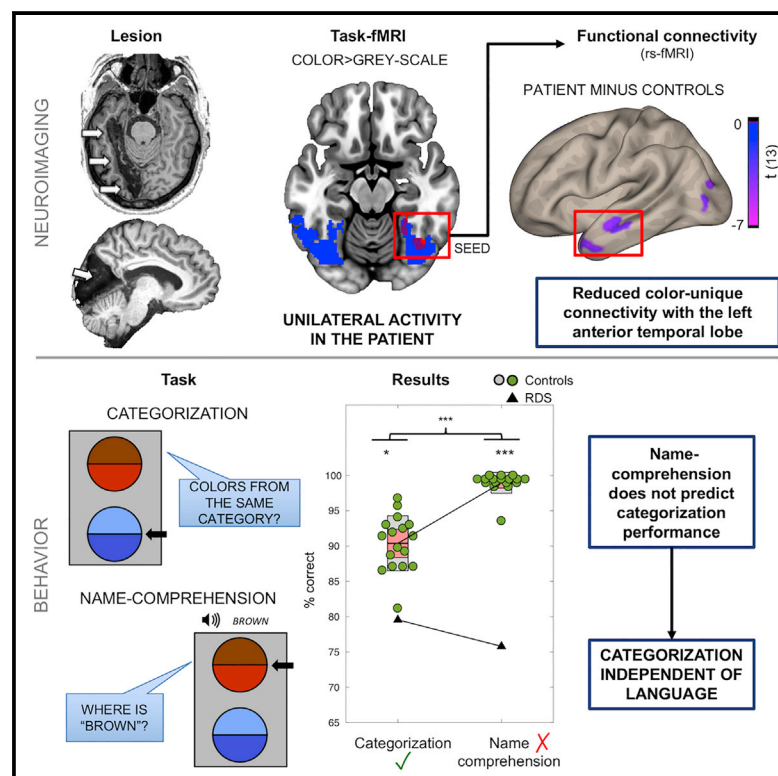 Lesion
Task-fMRI
COLOR>GREY-SCALE
Functional connectivity
(rs-fMRI)
PATIENT MINUS CONTROLS
NEUROIMAGING
SEED
0
t (13)
-7
UNILATERAL ACTIVITY
IN THE PATIENT
Reduced color-unique
connectivity with the left
anterior temporal lobe
BEHAVIOR
Task
CATEGORIZATION
COLORS FROM
THE SAME
CATEGORY?
NAME-COMPREHENSION
BROWN
WHERE IS
“BROWN”?
Results
Controls
RDS
***
*
***
% correct
100
95
90
85
80
75
70
65
Categorization
✓
Name
comprehension
✗
Name-
comprehension
does not predict
categorization
performance
CATEGORIZATION
INDEPENDENT OF
LANGUAGE